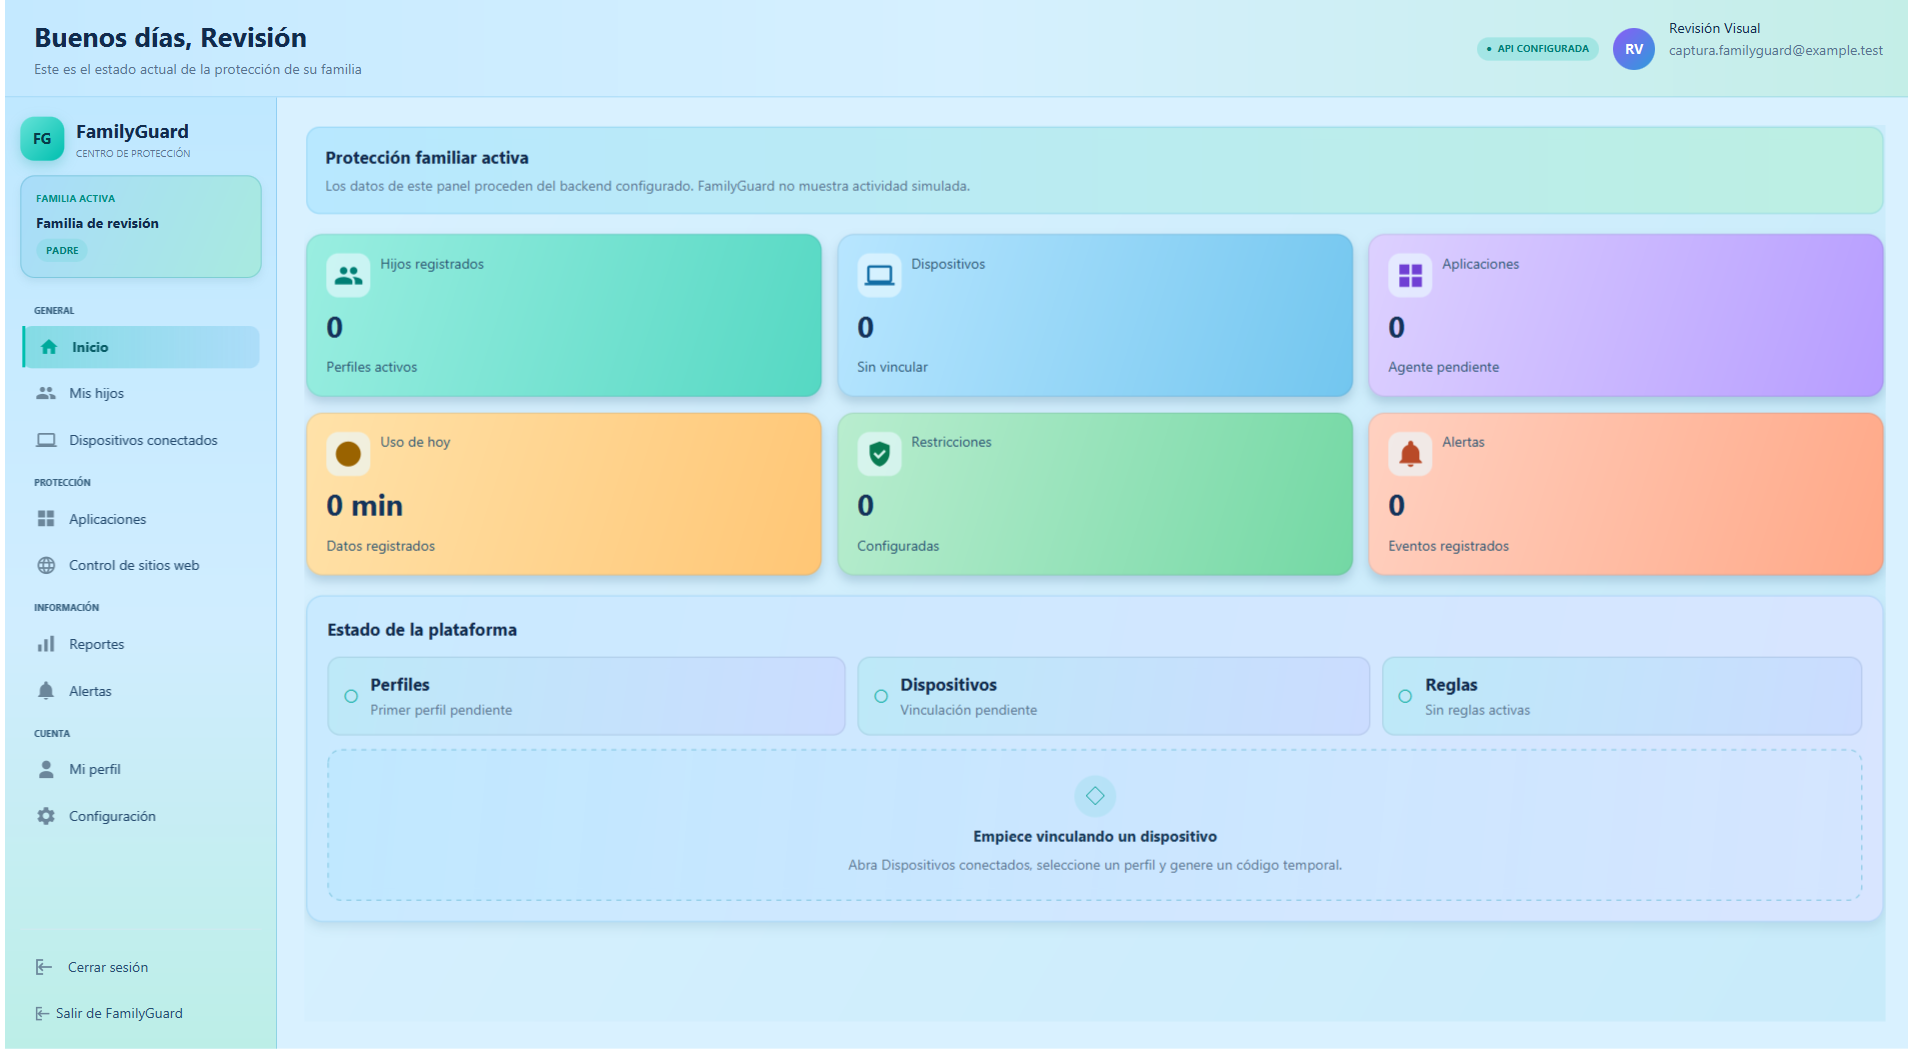 Buenos días, Revisión
Este es el estado actual de la protección de su familia
● API CONFIGURADA
RV
Revisión Visual
captura.familyguard@example.test
FG
FamilyGuard
CENTRO DE PROTECCIÓN
FAMILIA ACTIVA
Familia de revisión
PADRE
GENERAL
Inicio
Mis hijos
Dispositivos conectados
PROTECCIÓN
Aplicaciones
Control de sitios web
INFORMACIÓN
Reportes
Alertas
CUENTA
Mi perfil
Configuración
Cerrar sesión
Salir de FamilyGuard
Protección familiar activa
Los datos de este panel proceden del backend configurado. FamilyGuard no muestra actividad simulada.
Hijos registrados
0
Perfiles activos
Dispositivos
0
Sin vincular
Aplicaciones
0
Agente pendiente
Uso de hoy
0 min
Datos registrados
Restricciones
0
Configuradas
Alertas
0
Eventos registrados
Estado de la plataforma
Perfiles
Primer perfil pendiente
Dispositivos
Vinculación pendiente
Reglas
Sin reglas activas
Empiece vinculando un dispositivo
Abra Dispositivos conectados, seleccione un perfil y genere un código temporal.